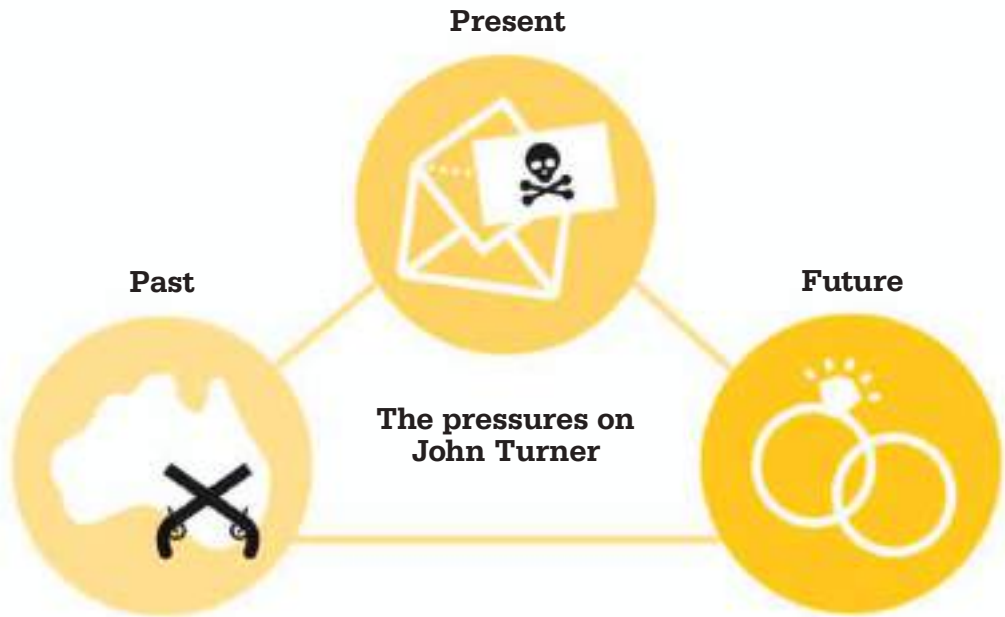 Present
Past
Future
The pressures on
John Turner